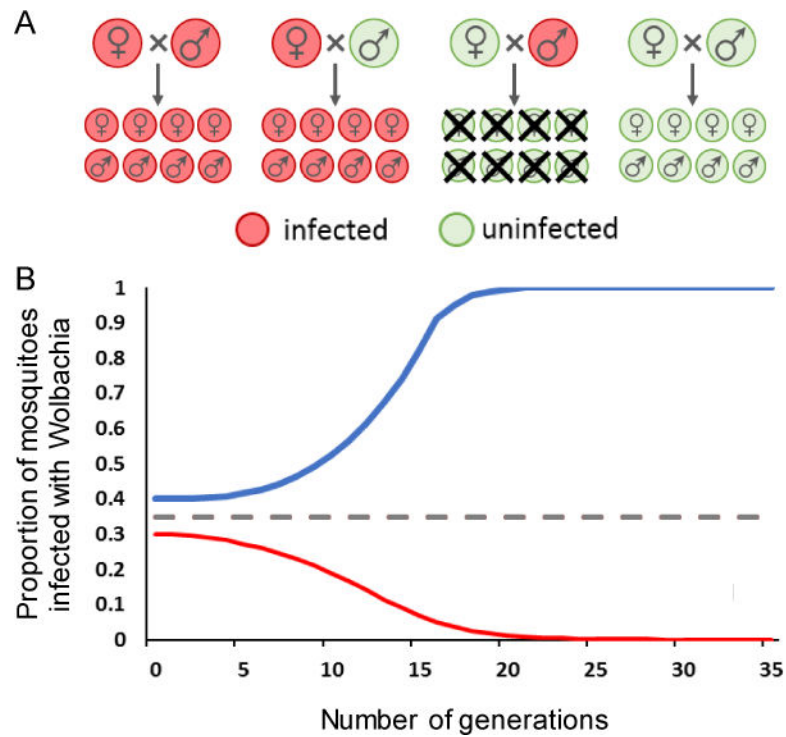 A
♀ × ♂ ♀ × ♂ ♀ × ♂ ♀ × ♂
♀ ♀ ♀ ♀ ♀ ♀ ♀ ♀ ♀ ♀ ♀ ♀
♂ ♂ ♂ ♂ ♂ ♂ ♂ ♂ ♂ ♂ ♂ ♂
infected uninfected
B
Proportion of mosquitoes
infected with Wolbachia
1
0.9
0.8
0.7
0.6
0.5
0.4
0.3
0.2
0.1
0
0 5 10 15 20 25 30 35
Number of generations